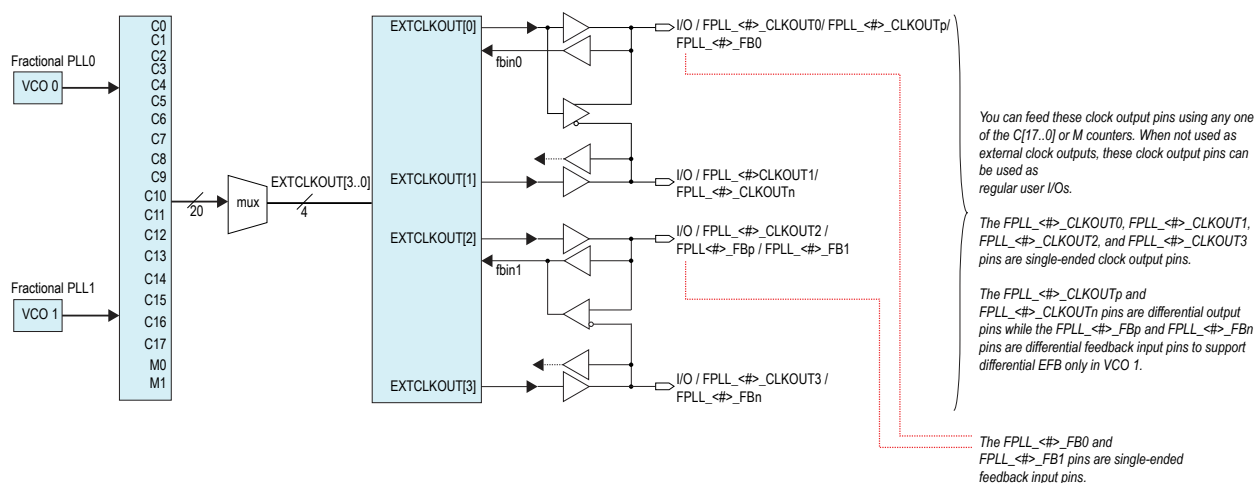 Fractional PLL0
VCO 0
Fractional PLL1
VCO 1
C0
C1
C2
C3
C4
C5
C6
C7
C8
C9
C10
C11
C12
C13
C14
C15
C16
C17
M0
M1
20
mux
EXTCLKOUT[3..0]
4
EXTCLKOUT[0]
fbin0
EXTCLKOUT[1]
EXTCLKOUT[2]
fbin1
EXTCLKOUT[3]
I/O / FPLL_<#>_CLKOUT0/ FPLL_<#>_CLKOUTp/
FPLL_<#>_FB0
I/O / FPLL_<#>CLKOUT1/
FPLL_<#>_CLKOUTn
I/O / FPLL_<#>_CLKOUT2 /
FPLL<#>_FBp / FPLL_<#>_FB1
I/O / FPLL_<#>_CLKOUT3 /
FPLL_<#>_FBn
You can feed these clock output pins using any one
of the C[17..0] or M counters. When not used as
external clock outputs, these clock output pins can
be used as
regular user I/Os.
The FPLL_<#>_CLKOUT0, FPLL_<#>_CLKOUT1,
FPLL_<#>_CLKOUT2, and FPLL_<#>_CLKOUT3
pins are single-ended clock output pins.
The FPLL_<#>_CLKOUTp and
FPLL_<#>_CLKOUTn pins are differential output
pins while the FPLL_<#>_FBp and FPLL_<#>_FBn
pins are differential feedback input pins to support
differential EFB only in VCO 1.
The FPLL_<#>_FB0 and
FPLL_<#>_FB1 pins are single-ended
feedback input pins.